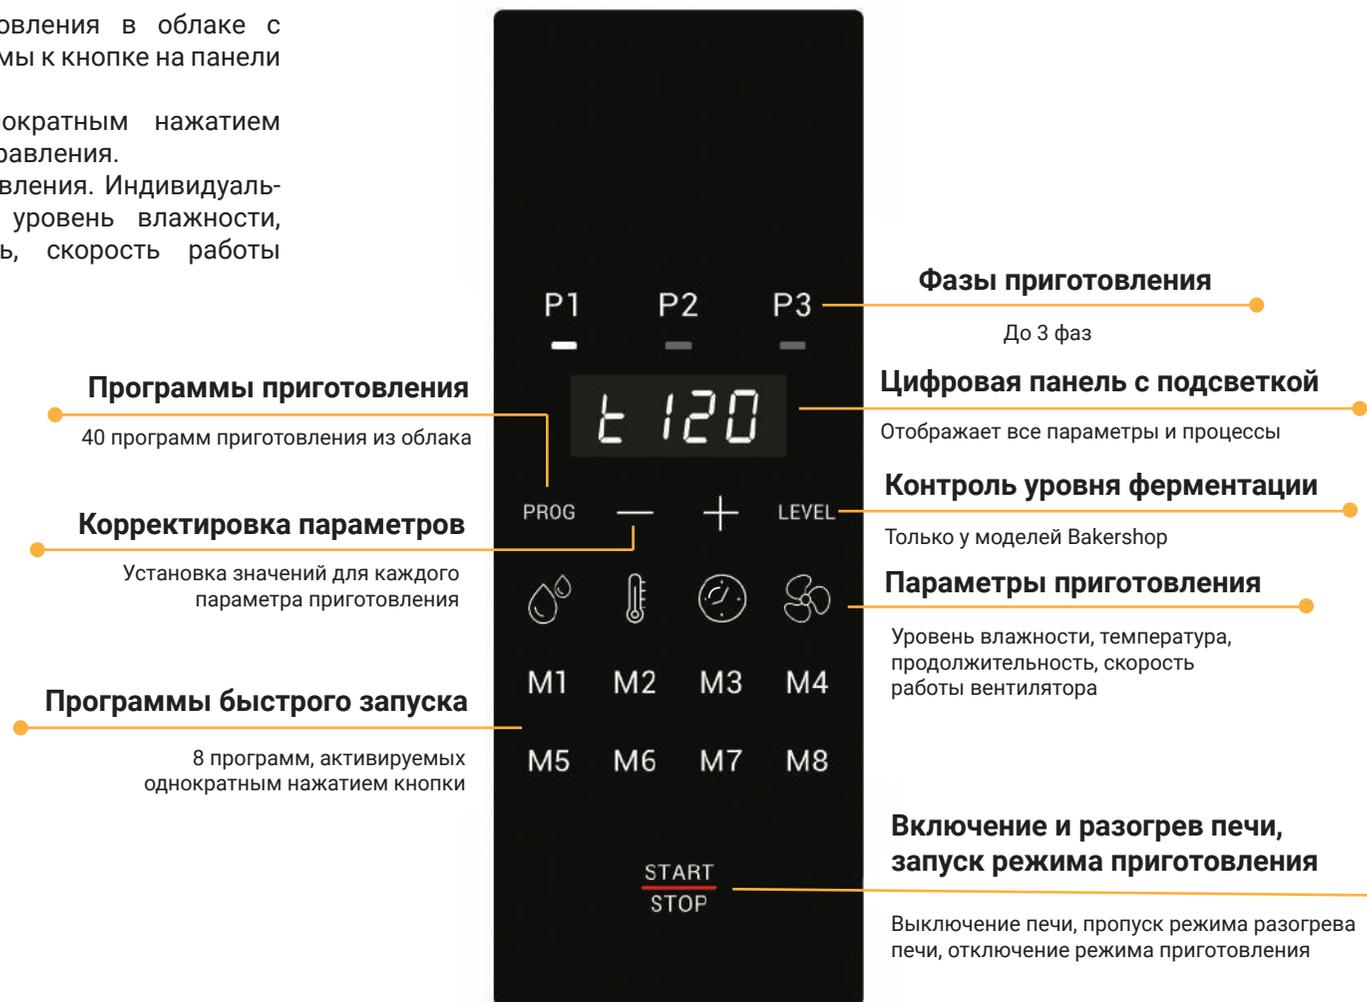 овления в облаке с
мы к кнопке на панели
ократным нажатием
равления.
вления. Индивидуаль-
уровень влажности,
ь, скорость работы
P1 P2 P3
Фазы приготовления
До 3 фаз
Программы приготовления
40 программ приготовления из облака
t 120
Цифровая панель с подсветкой
Отображает все параметры и процессы
PROG — + LEVEL
Контроль уровня ферментации
Только у моделей Bakershop
Корректировка параметров
Установка значений для каждого
параметра приготовления
Параметры приготовления
Уровень влажности, температура,
продолжительность, скорость
работы вентилятора
M1 M2 M3 M4
Программы быстрого запуска
8 программ, активируемых
однократным нажатием кнопки
M5 M6 M7 M8
Включение и разогрев печи,
запуск режима приготовления
START
STOP
Выключение печи, пропуск режима разогрева
печи, отключение режима приготовления